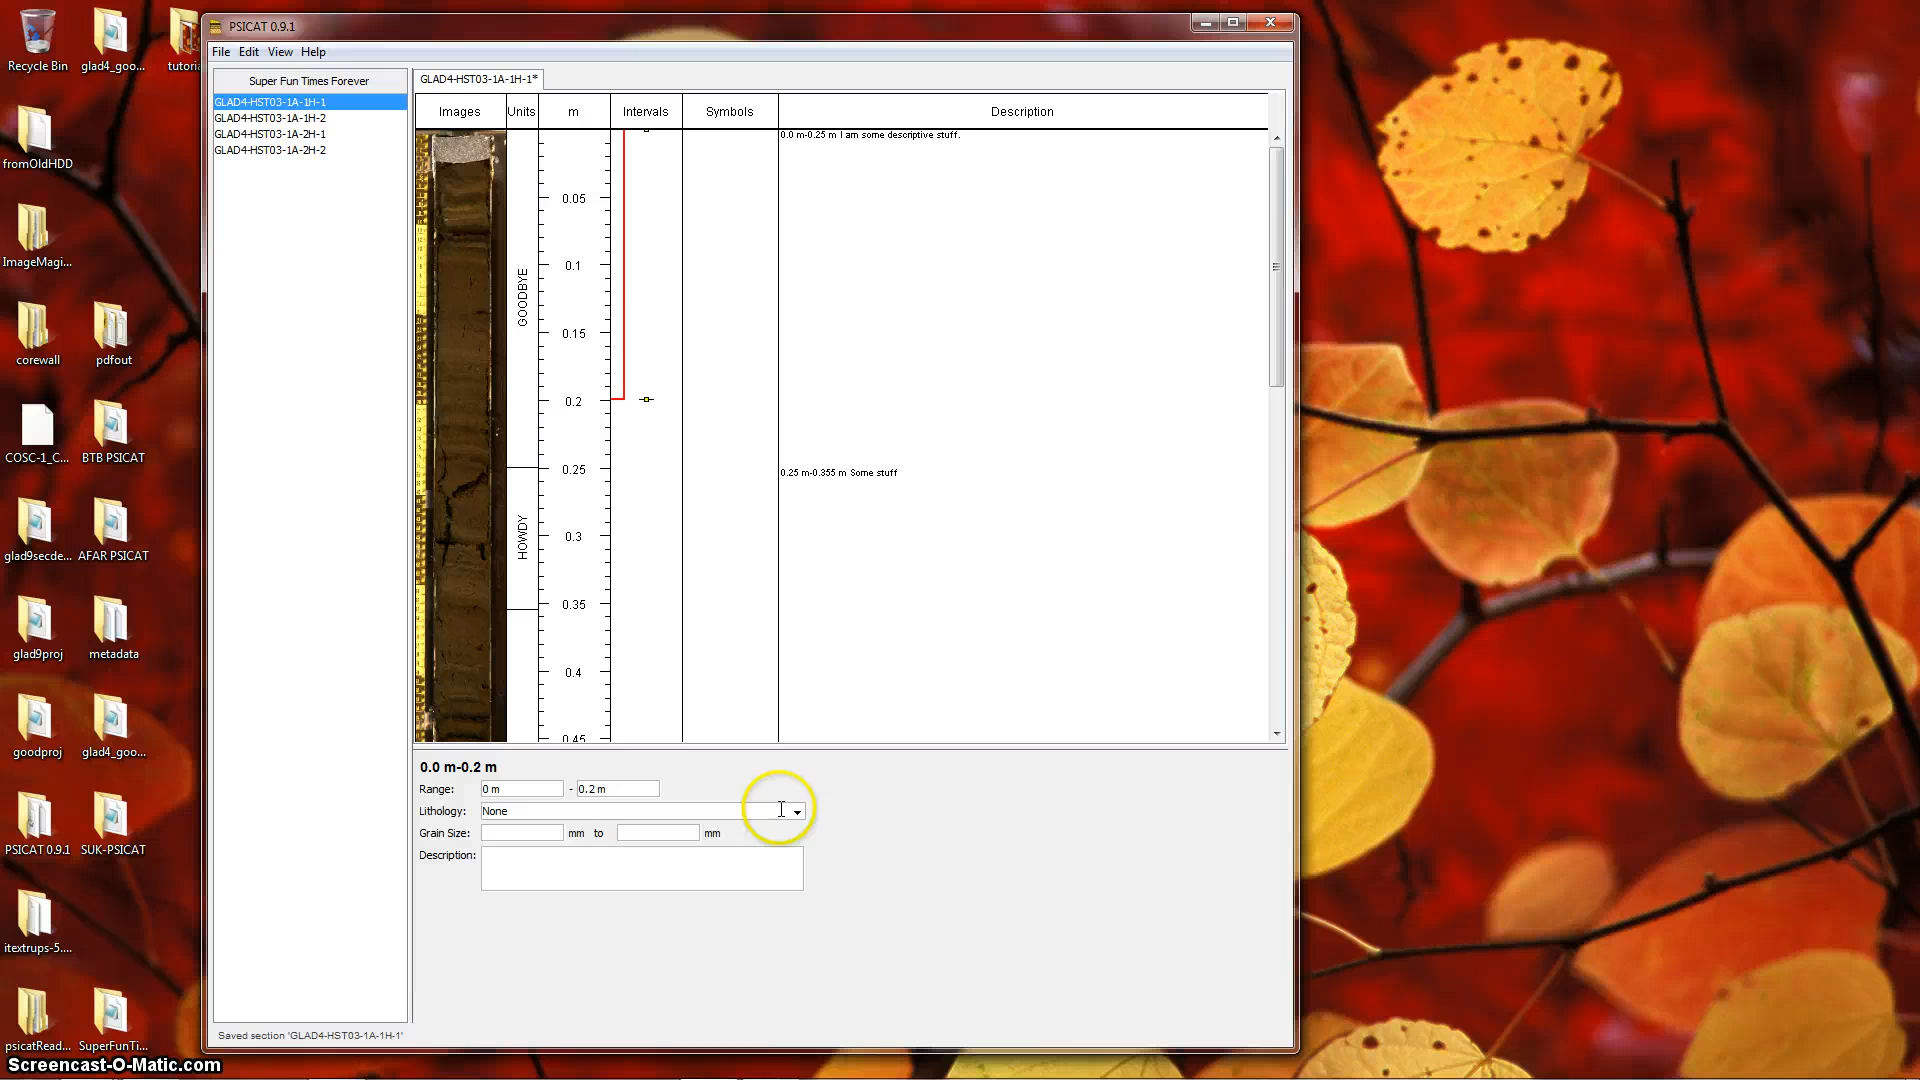 PSICAT 0.9.1
File Edit View Help
Super Fun Times Forever
GLAD4-HST03-1A-1H-1
GLAD4-HST03-1A-1H-2
GLAD4-HST03-1A-2H-1
GLAD4-HST03-1A-2H-2
GLAD4-HST03-1A-1H-1*
Images Units m Intervals Symbols Description
0.0 m-0.25 m I am some descriptive stuff.
0.05
0.1
GOODBYE
0.15
0.2
0.25
0.25 m-0.355 m Some stuff
HOWDY
0.3
0.35
0.4
0.45
0.0 m-0.2 m
Range: 0 m - 0.2 m
Lithology: None
Grain Size: mm to mm
Description:
Saved section 'GLAD4-HST03-1A-1H-1'
Recycle Bin
glad4_goo...
tutoria
fromOldHDD
ImageMagi...
corewall
pdfout
COSC-1_C...
BTB PSICAT
glad9secde...
AFAR PSICAT
glad9proj
metadata
goodproj
glad4_goo...
PSICAT 0.9.1
SUK-PSICAT
itextrups-5....
psicatRead...
SuperFunTi...
Screencast-O-Matic.com